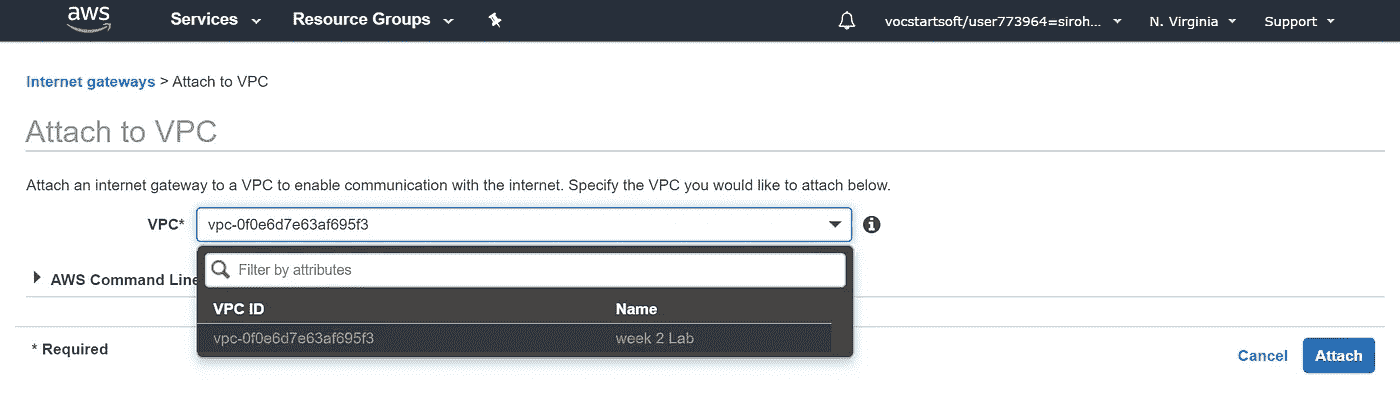 aws Services Resource Groups vocstartsoft/user773964=siroh... N. Virginia Support
Internet gateways > Attach to VPC
Attach to VPC
Attach an internet gateway to a VPC to enable communication with the internet. Specify the VPC you would like to attach below.
VPC* vpc-0f0e6d7e63af695f3
Filter by attributes
AWS Command Line
VPC ID Name
vpc-0f0e6d7e63af695f3 week 2 Lab
* Required
Cancel Attach